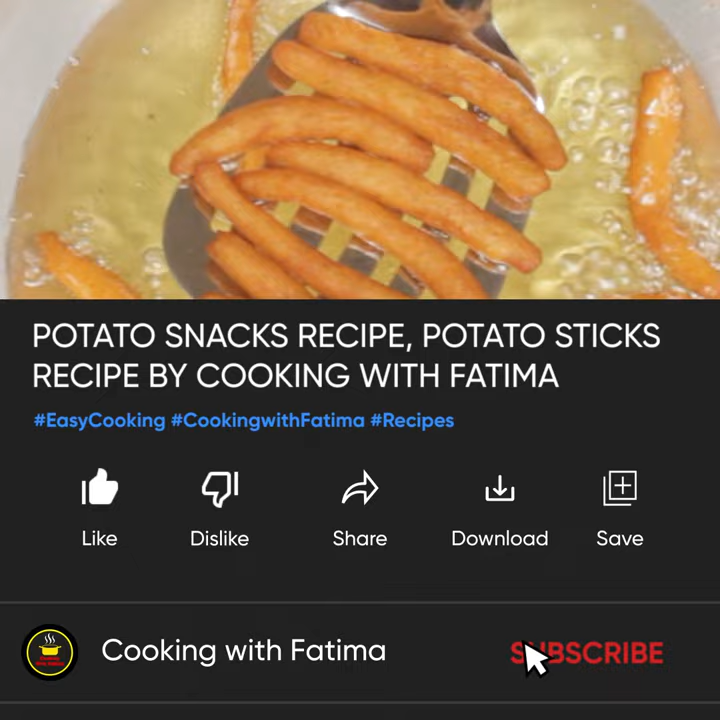 POTATO SNACKS RECIPE, POTATO STICKS
RECIPE BY COOKING WITH FATIMA
#EasyCooking #CookingwithFatima #Recipes
Like Dislike Share Download Save
Cooking with Fatima SUBSCRIBE